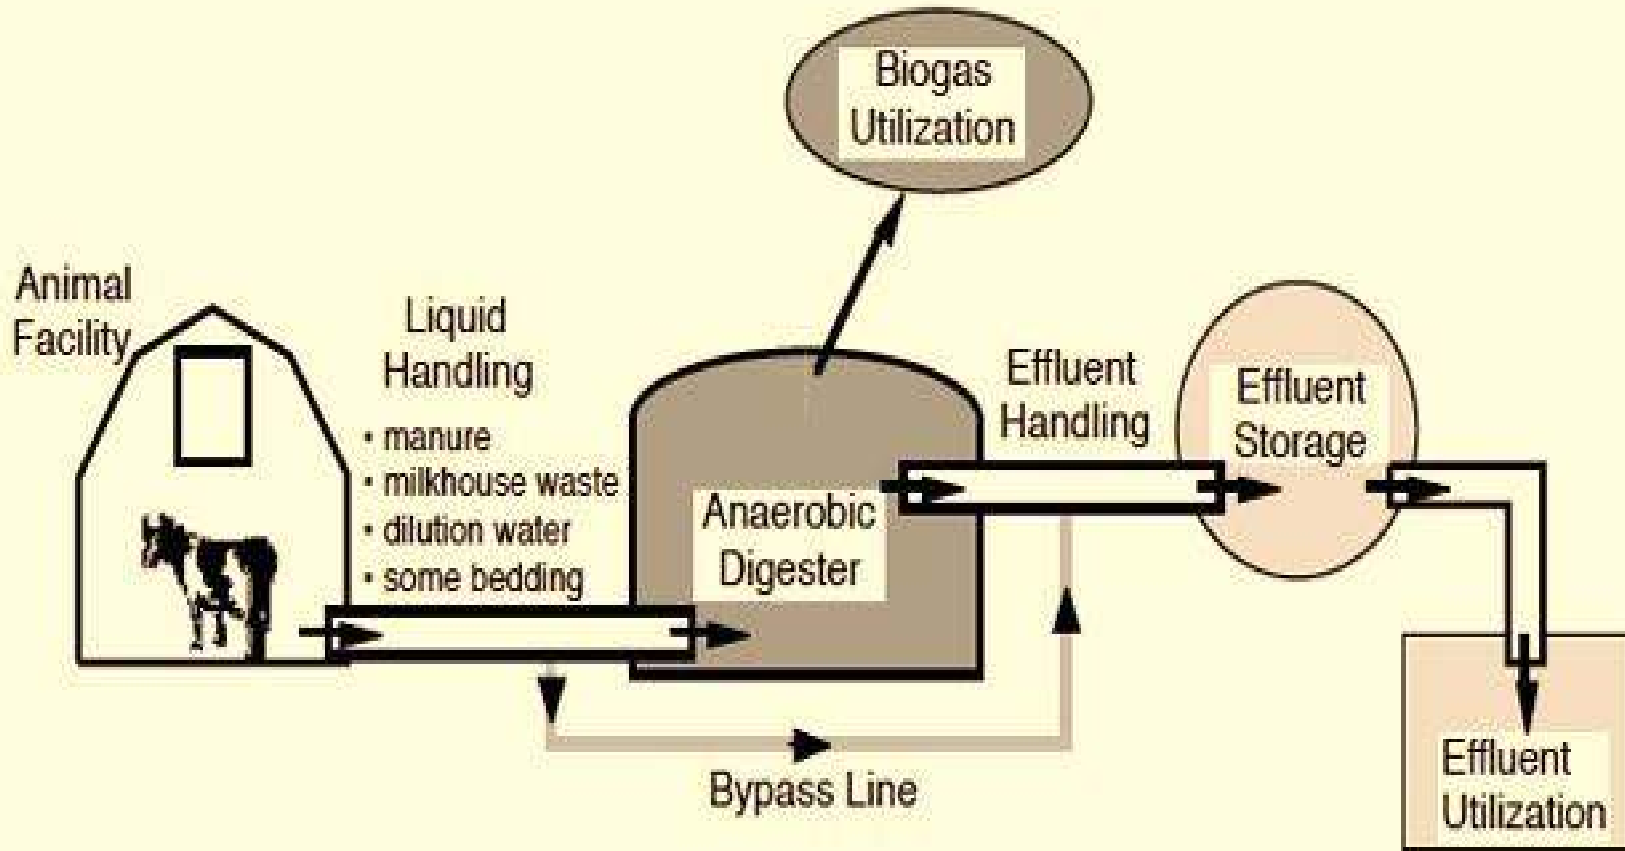 Biogas
Utilization
Animal
Facility
Liquid
Handling
• manure
• milkhouse waste
• dilution water
• some bedding
Anaerobic
Digester
Effluent
Handling
Effluent
Storage
Bypass Line
Effluent
Utilization